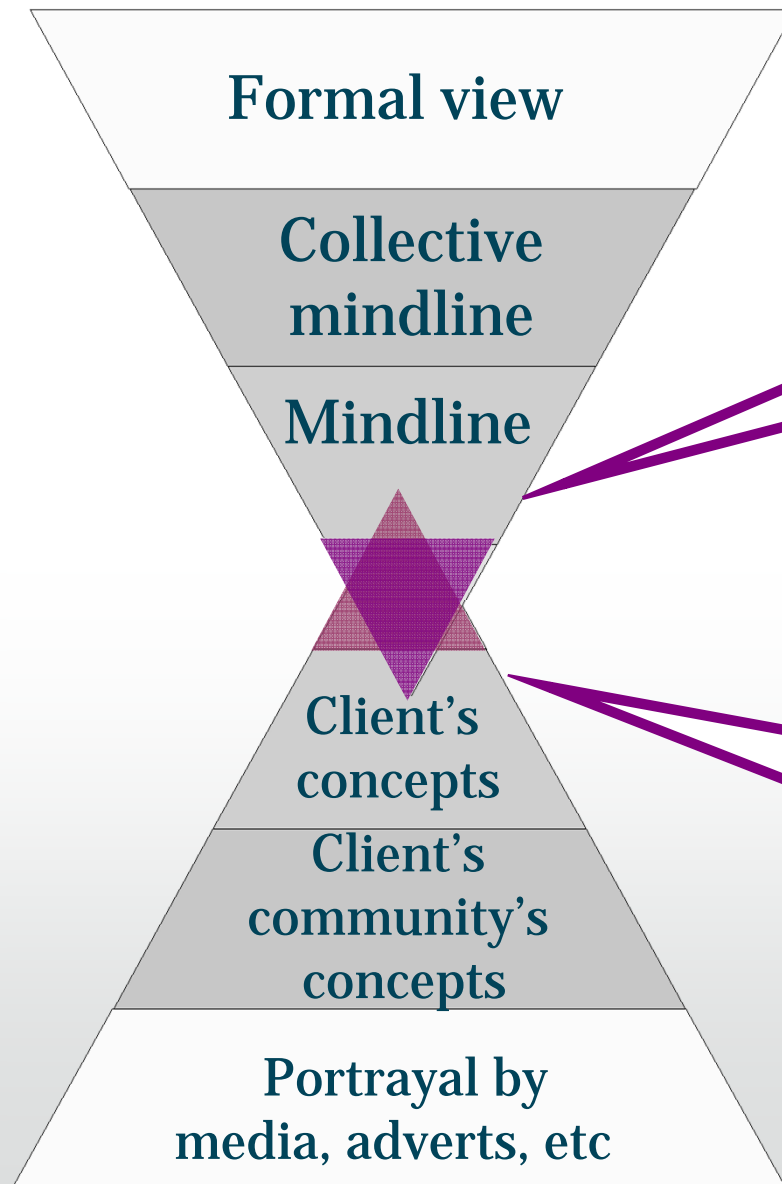 Formal view
Collective
mindline
Mindline
Client’s
concepts
Client’s
community’s
concepts
Portrayal by
media, adverts, etc